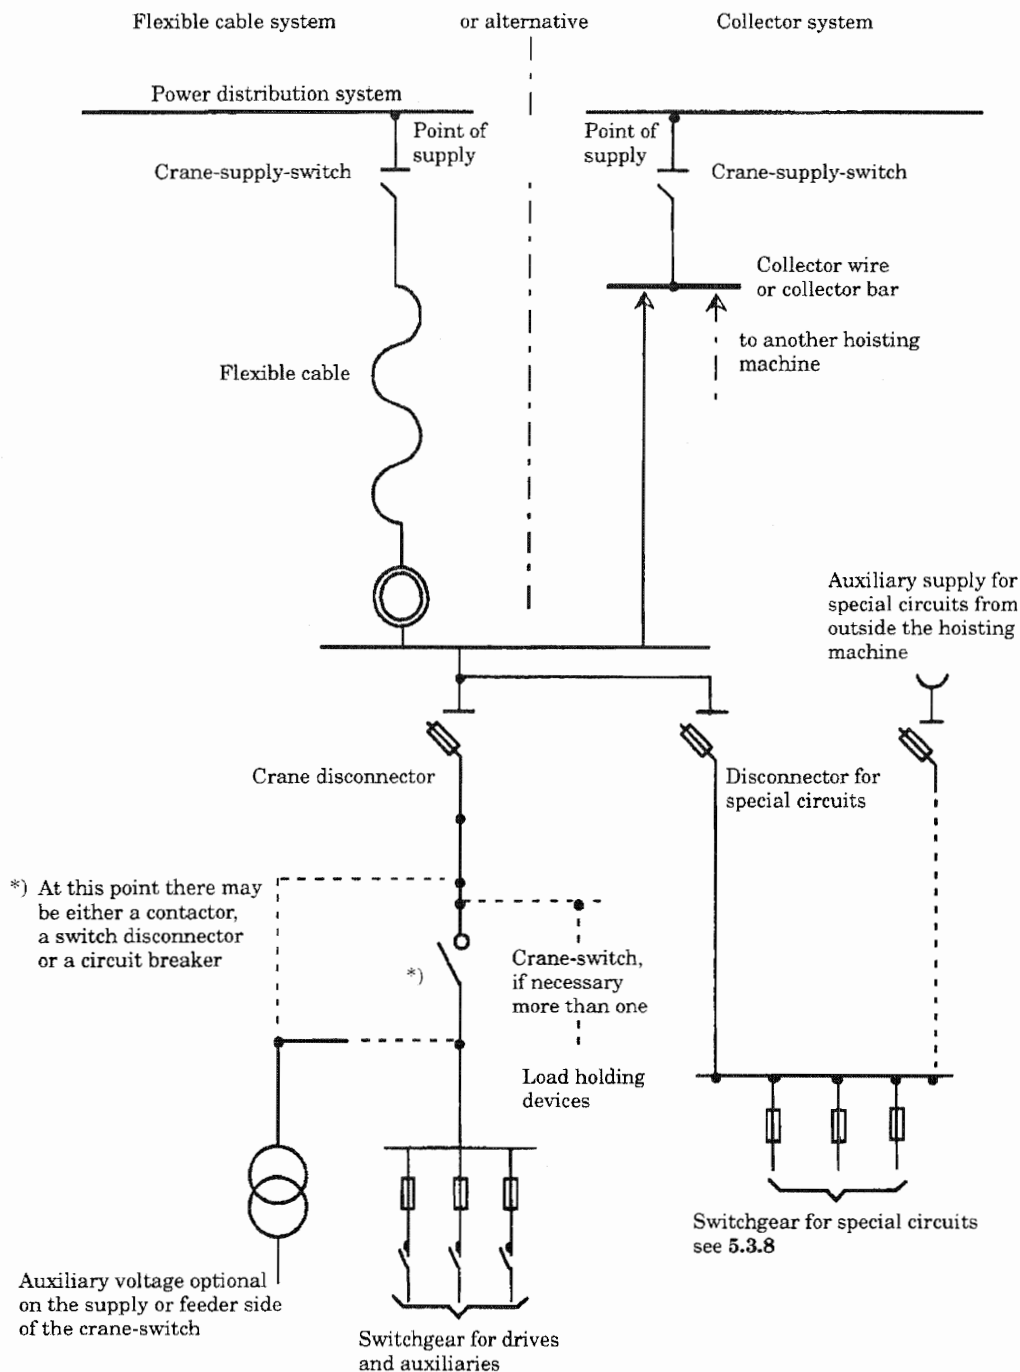 Flexible cable system
or alternative
Collector system
Power distribution system
Point of
supply
Point of
supply
Crane-supply-switch
Crane-supply-switch
Collector wire
or collector bar
to another hoisting
machine
Flexible cable
Auxiliary supply for
special circuits from
outside the hoisting
machine
Crane disconnector
Disconnector for
special circuits
*) At this point there may
be either a contactor,
a switch disconnector
or a circuit breaker
*)
Crane-switch,
if necessary
more than one
Load holding
devices
Switchgear for special circuits
see 5.3.8
Auxiliary voltage optional
on the supply or feeder side
of the crane-switch
Switchgear for drives
and auxiliaries